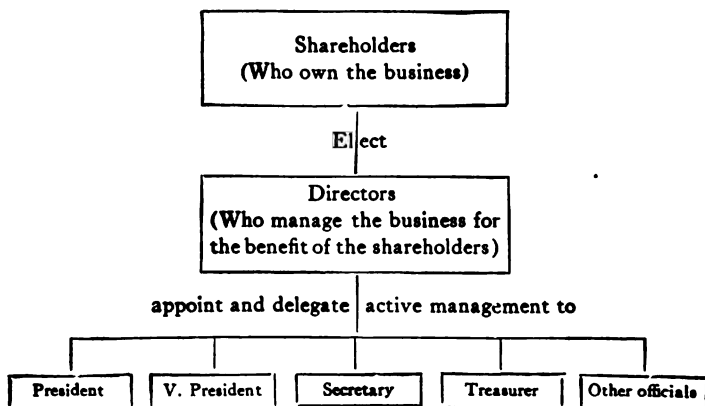 Shareholders
(Who own the business)
Elect
Directors
(Who manage the business for
the benefit of the shareholders)
appoint and delegate active management to
President V. President Secretary Treasurer Other officials